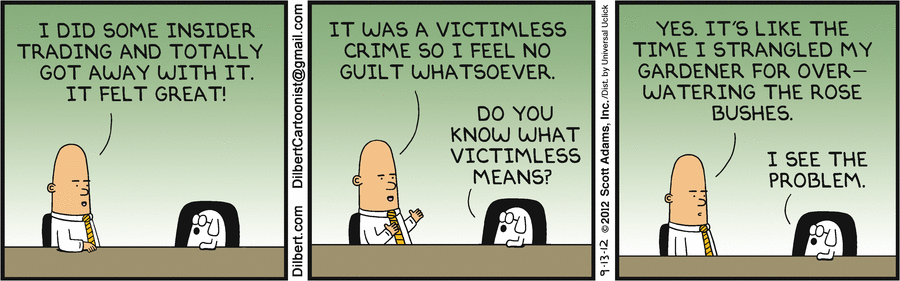 I DID SOME INSIDER
TRADING AND TOTALLY
GOT AWAY WITH IT.
IT FELT GREAT!
Dilbert.com DilbertCartoonist@gmail.com
IT WAS A VICTIMLESS
CRIME SO I FEEL NO
GUILT WHATSOEVER.
DO YOU
KNOW WHAT
VICTIMLESS
MEANS?
9-13-12 ©2012 Scott Adams, Inc./Dist. by Universal Uclick
YES. IT'S LIKE THE
TIME I STRANGLED MY
GARDENER FOR OVER-
WATERING THE ROSE
BUSHES.
I SEE THE
PROBLEM.